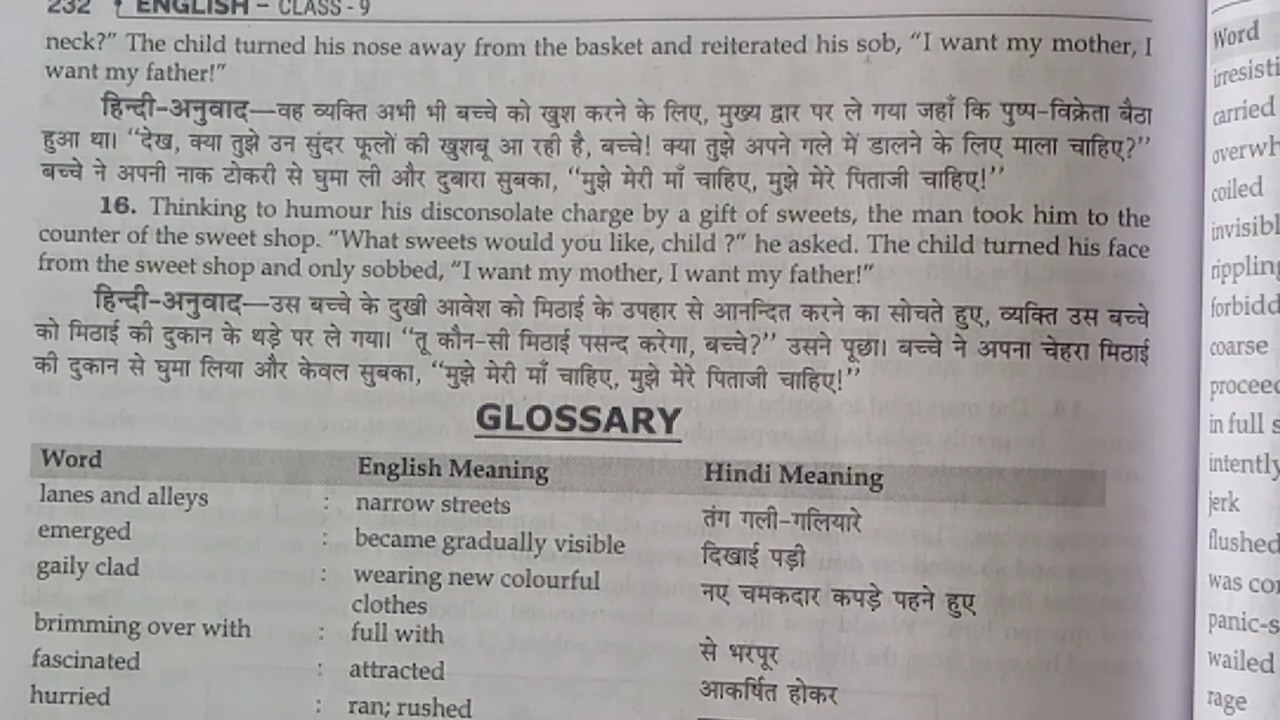 232 ENGLISH – CLASS - 9
neck?” The child turned his nose away from the basket and reiterated his sob, “I want my mother, I
want my father!”
हिन्दी-अनुवाद—वह व्यक्ति अभी भी बच्चे को खुश करने के लिए, मुख्य द्वार पर ले गया जहाँ कि पुष्प-विक्रेता बैठा
हुआ था। “देख, क्या तुझे उन सुंदर फूलों की खुशबू आ रही है, बच्चे! क्या तुझे अपने गले में डालने के लिए माला चाहिए?”
बच्चे ने अपनी नाक टोकरी से घुमा ली और दुबारा सुबका, “मुझे मेरी माँ चाहिए, मुझे मेरे पिताजी चाहिए!”
16. Thinking to humour his disconsolate charge by a gift of sweets, the man took him to the
counter of the sweet shop. “What sweets would you like, child ?” he asked. The child turned his face
from the sweet shop and only sobbed, “I want my mother, I want my father!”
हिन्दी-अनुवाद—उस बच्चे के दुखी आवेश को मिठाई के उपहार से आनन्दित करने का सोचते हुए, व्यक्ति उस बच्चे
को मिठाई की दुकान के थड़े पर ले गया। “तू कौन-सी मिठाई पसन्द करेगा, बच्चे?” उसने पूछा। बच्चे ने अपना चेहरा मिठाई
की दुकान से घुमा लिया और केवल सुबका, “मुझे मेरी माँ चाहिए, मुझे मेरे पिताजी चाहिए!”
GLOSSARY
Word English Meaning Hindi Meaning
lanes and alleys : narrow streets तंग गली-गलियारे
emerged : became gradually visible दिखाई पड़ी
gaily clad : wearing new colourful नए चमकदार कपड़े पहने हुए
clothes
brimming over with : full with से भरपूर
fascinated : attracted आकर्षित होकर
hurried : ran; rushed
Word
irresisti
carried
overwh
coiled
invisibl
rippling
forbidd
coarse
proceed
in full s
intently
jerk
flushed
was co
panic-s
wailed
rage